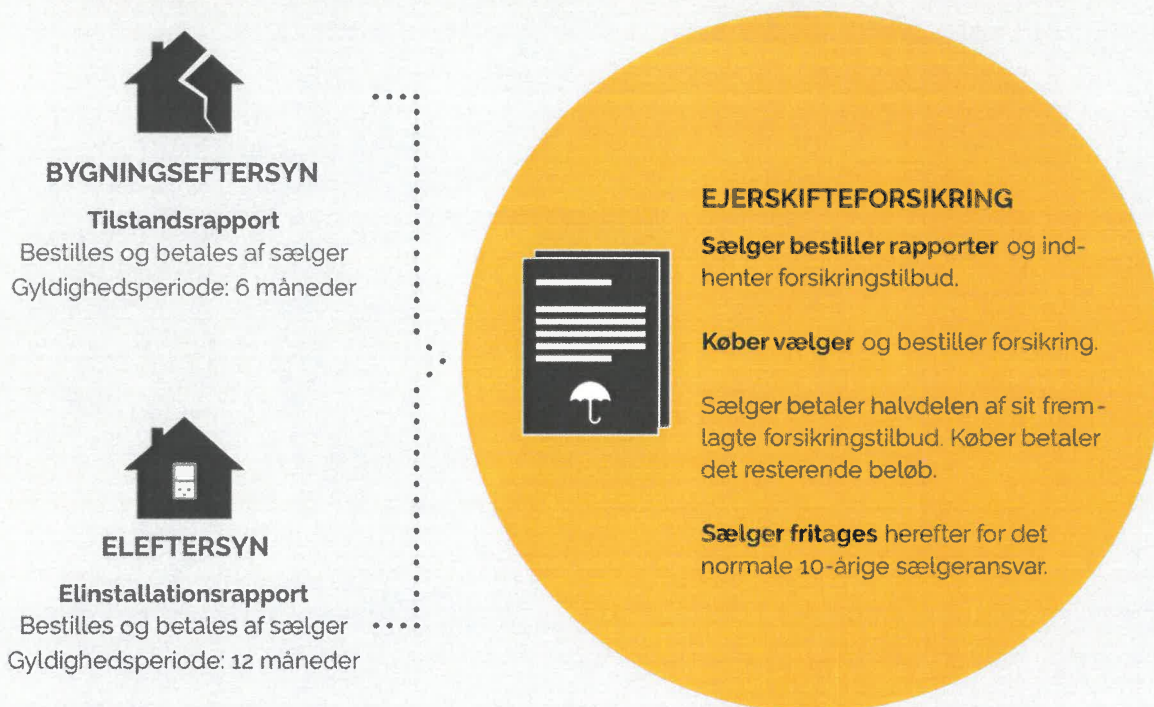 BYGNINGSEFTERSYN
Tilstandsrapport
Bestilles og betales af sælger
Gyldighedsperiode: 6 måneder
ELEFTERSYN
Elinstallationsrapport
Bestilles og betales af sælger
Gyldighedsperiode: 12 måneder
EJERSKIFTEFORSIKRING
Sælger bestiller rapporter og ind-
henter forsikringstilbud.
Køber vælger og bestiller forsikring.
Sælger betaler halvdelen af sit frem-
lagte forsikringstilbud. Køber betaler
det resterende beløb.
Sælger fritages herefter for det
normale 10-årige sælgeransvar.